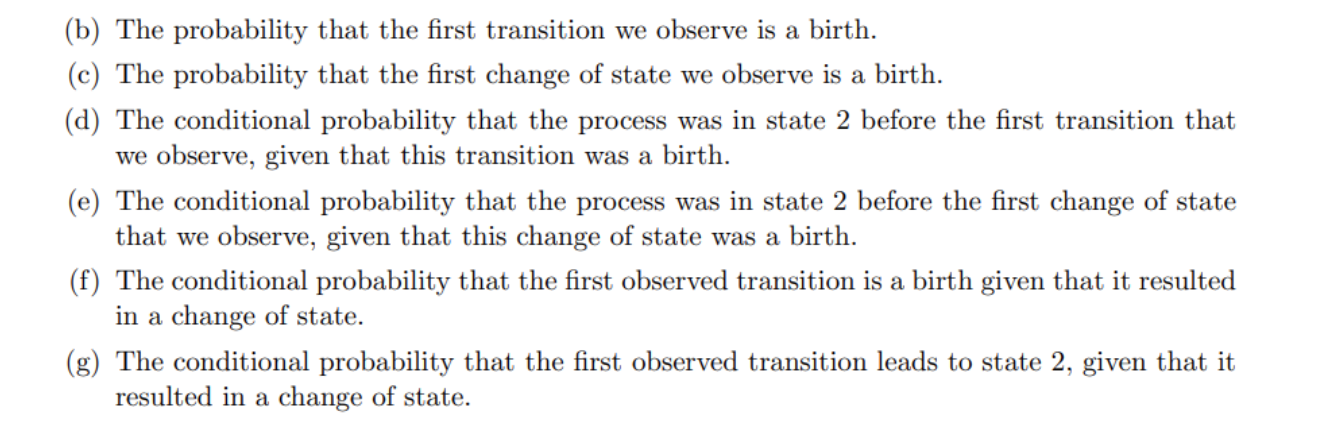 (b) The probability that the first transition we observe is a birth.
(c) The probability that the first change of state we observe is a birth.
(d) The conditional probability that the process was in state 2 before the first transition that
we observe, given that this transition was a birth.
(e) The conditional probability that the process was in state 2 before the first change of state
that we observe, given that this change of state was a birth.
(f) The conditional probability that the first observed transition is a birth given that it resulted
in a change of state.
(g) The conditional probability that the first observed transition leads to state 2, given that it
resulted in a change of state.